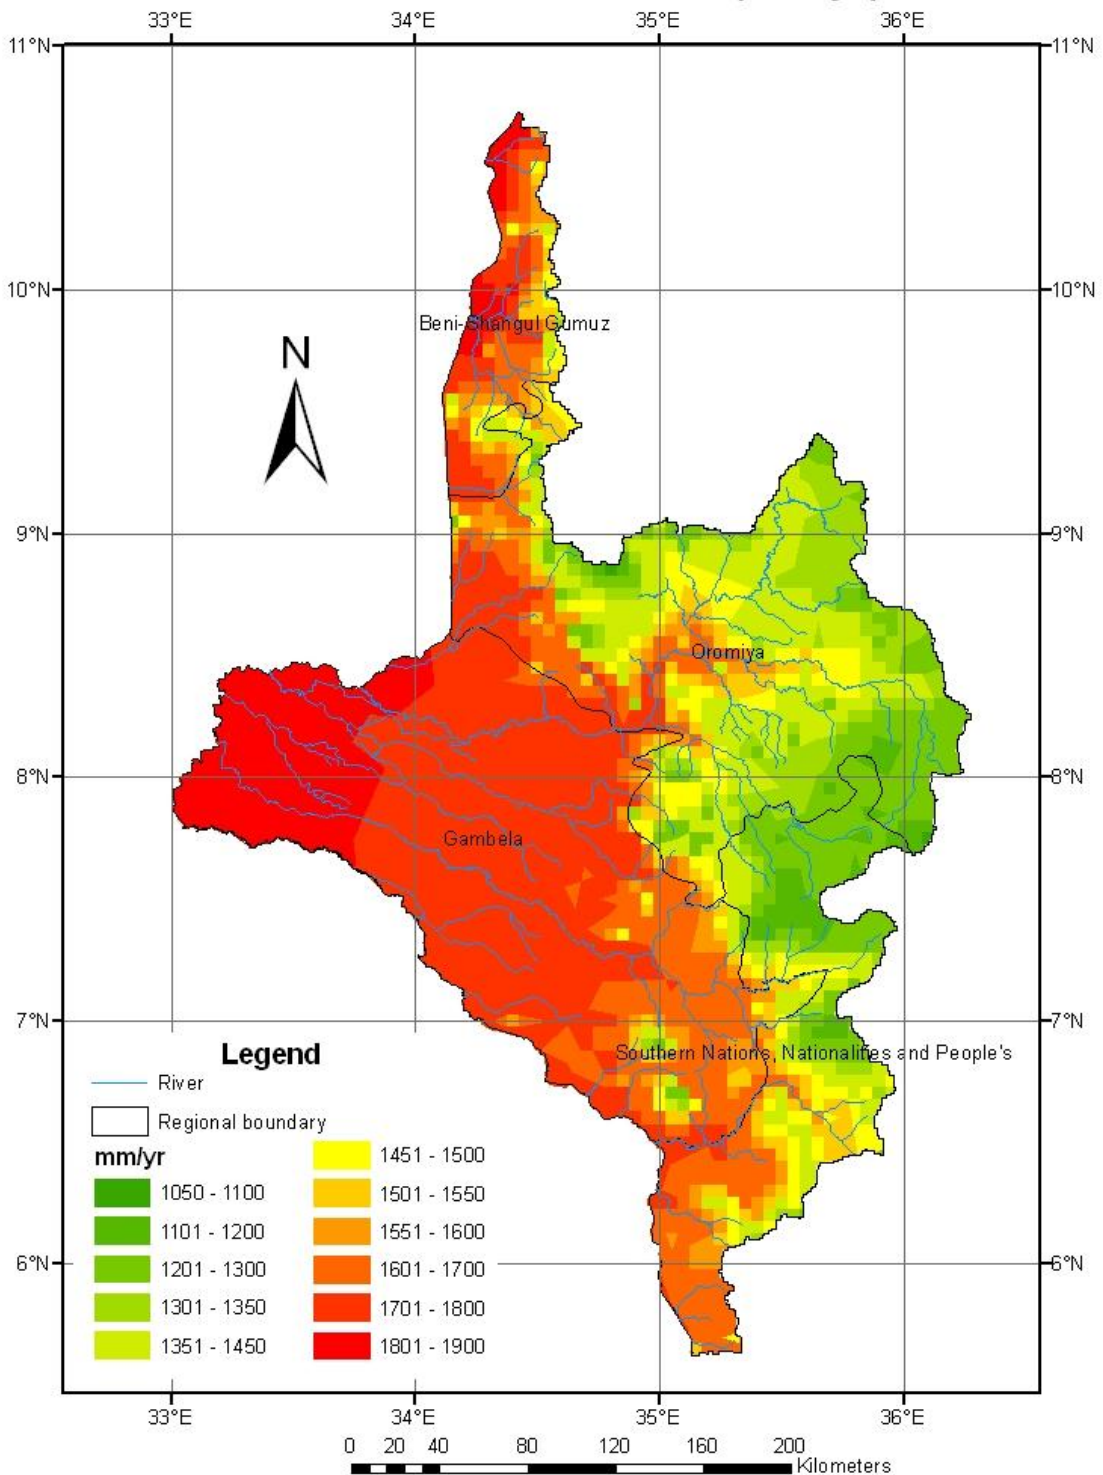 33°E 34°E 35°E 36°E
11°N 11°N
10°N 10°N
Beni-Shangul Gumuz
N
9°N 9°N
Oromiya
8°N 8°N
Gambela
7°N 7°N
Legend
Southern Nations, Nationalities and People's
River
Regional boundary
mm/yr
1050 - 1100
1101 - 1200
1201 - 1300
1301 - 1350
1351 - 1450
1451 - 1500
1501 - 1550
1551 - 1600
1601 - 1700
1701 - 1800
1801 - 1900
6°N 6°N
33°E 34°E 35°E 36°E
0 20 40 80 120 160 200
Kilometers